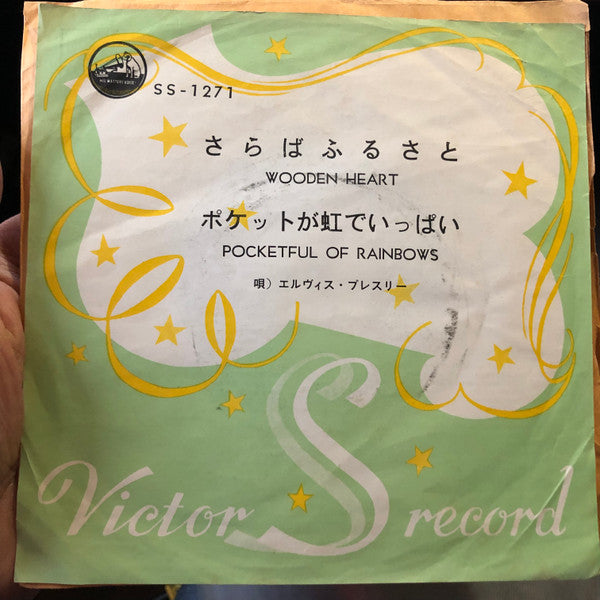 SS-1271
さらばふるさと
WOODEN HEART
ポケットが虹でいっぱい
POCKETFUL OF RAINBOWS
唄）エルヴィス・プレスリー
Victor S record